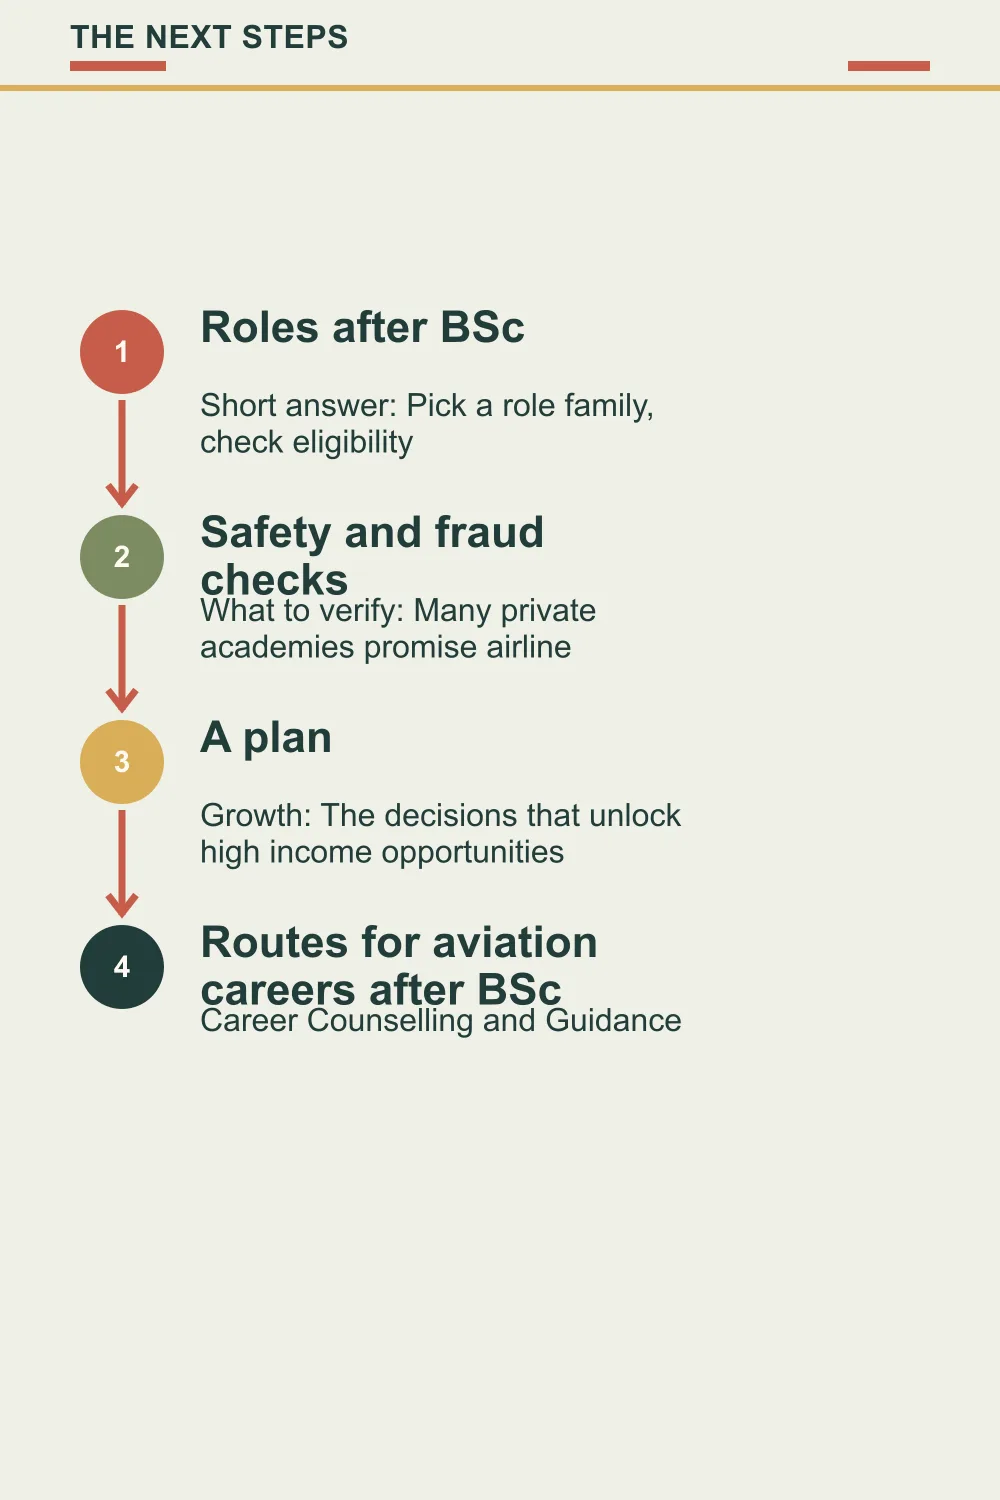 THE NEXT STEPS
1
Roles after BSc
Short answer: Pick a role family,
check eligibility
2
Safety and fraud
checks
What to verify: Many private
academies promise airline
3
A plan
Growth: The decisions that unlock
high income opportunities
4
Routes for aviation
careers after BSc
Career Counselling and Guidance